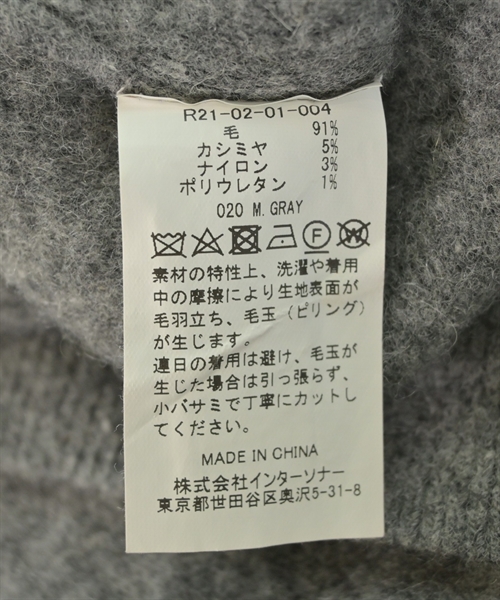 R21-02-01-004
毛 91%
カシミヤ 5%
ナイロン 3%
ポリウレタン 1%
020 M.GRAY
F W
素材の特性上、洗濯や着用
中の摩擦により生地表面が
毛羽立ち、毛玉（ピリング）
が生じます。
連日の着用は避け、毛玉が
生じた場合は引っ張らず、
小バサミで丁寧にカットし
てください。
MADE IN CHINA
株式会社インターソナー
東京都世田谷区奥沢5-31-8